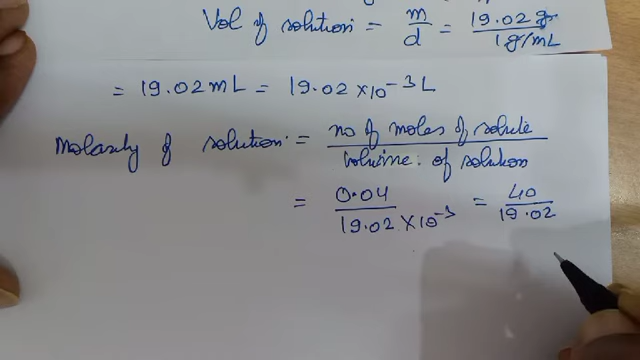 Vol of solution = m/d = 19.02 g / 1 g/mL
= 19.02 mL = 19.02 × 10⁻³ L
Molarity of solution = no of moles of solute / volume of solution
= 0.04 / 19.02 × 10⁻³ = 40 / 19.02